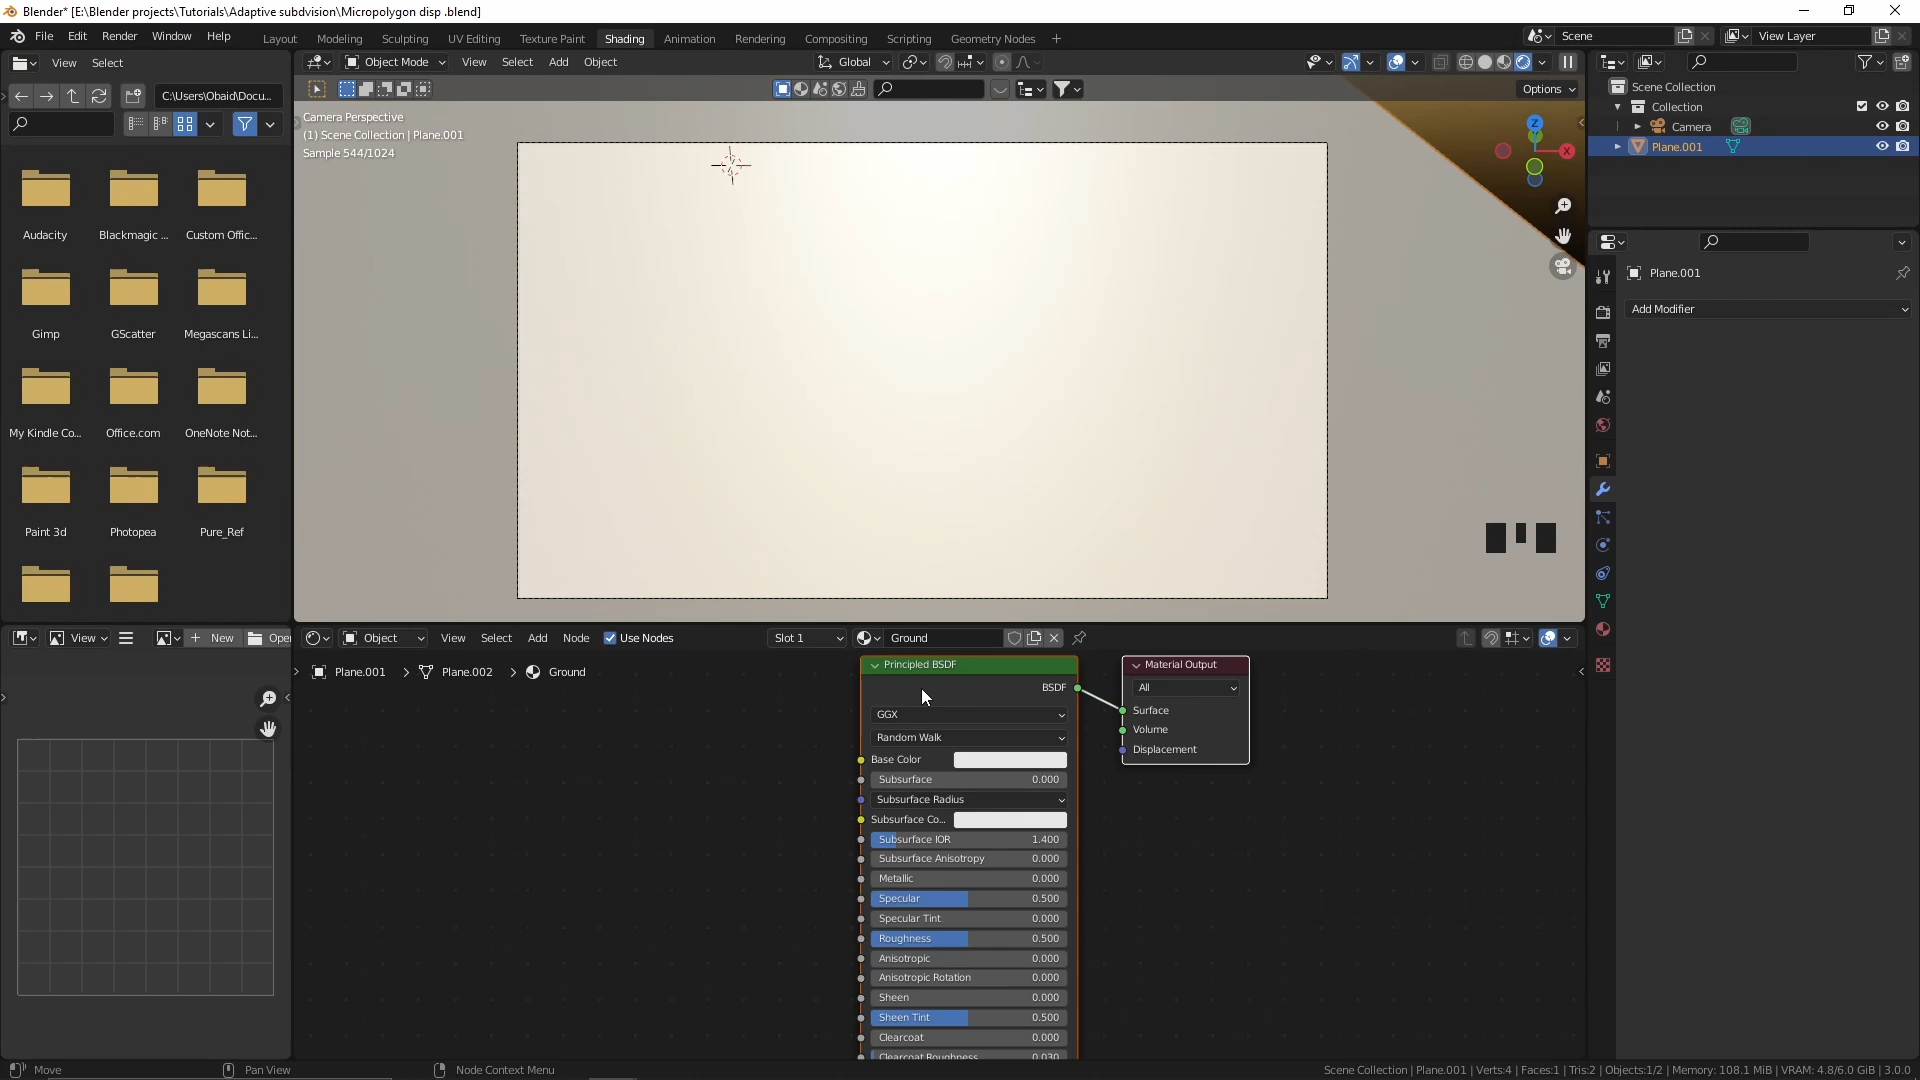 Blender* [E:\Blender projects\Tutorials\Adaptive subdvision\Micropolygon disp .blend]
File Edit Render Window Help Layout Modeling Sculpting UV Editing Texture Paint Shading Animation Rendering Compositing Scripting Geometry Nodes + Scene View Layer
View Select Object Mode View Select Add Object Global
C:\Users\Obaid\Docu... Options
Camera Perspective
(1) Scene Collection | Plane.001
Sample 544/1024
Z
X
Scene Collection
Collection
Camera
Plane.001
Plane.001
Add Modifier
Audacity Blackmagic ... Custom Offic...
Gimp GScatter Megascans Li...
My Kindle Co... Office.com OneNote Not...
Paint 3d Photopea Pure_Ref
View New Open
Object View Select Add Node Use Nodes Slot 1 Ground
Plane.001 > Plane.002 > Ground
Principled BSDF
BSDF
GGX
Random Walk
Base Color
Subsurface 0.000
Subsurface Radius
Subsurface Co...
Subsurface IOR 1.400
Subsurface Anisotropy 0.000
Metallic 0.000
Specular 0.500
Specular Tint 0.000
Roughness 0.500
Anisotropic 0.000
Anisotropic Rotation 0.000
Sheen 0.000
Sheen Tint 0.500
Clearcoat 0.000
Clearcoat Roughness 0.030
Material Output
All
Surface
Volume
Displacement
Move Pan View Node Context Menu Scene Collection | Plane.001 | Verts:4 | Faces:1 | Tris:2 | Objects:1/2 | Memory: 108.1 MiB | VRAM: 4.8/6.0 GiB | 3.0.0